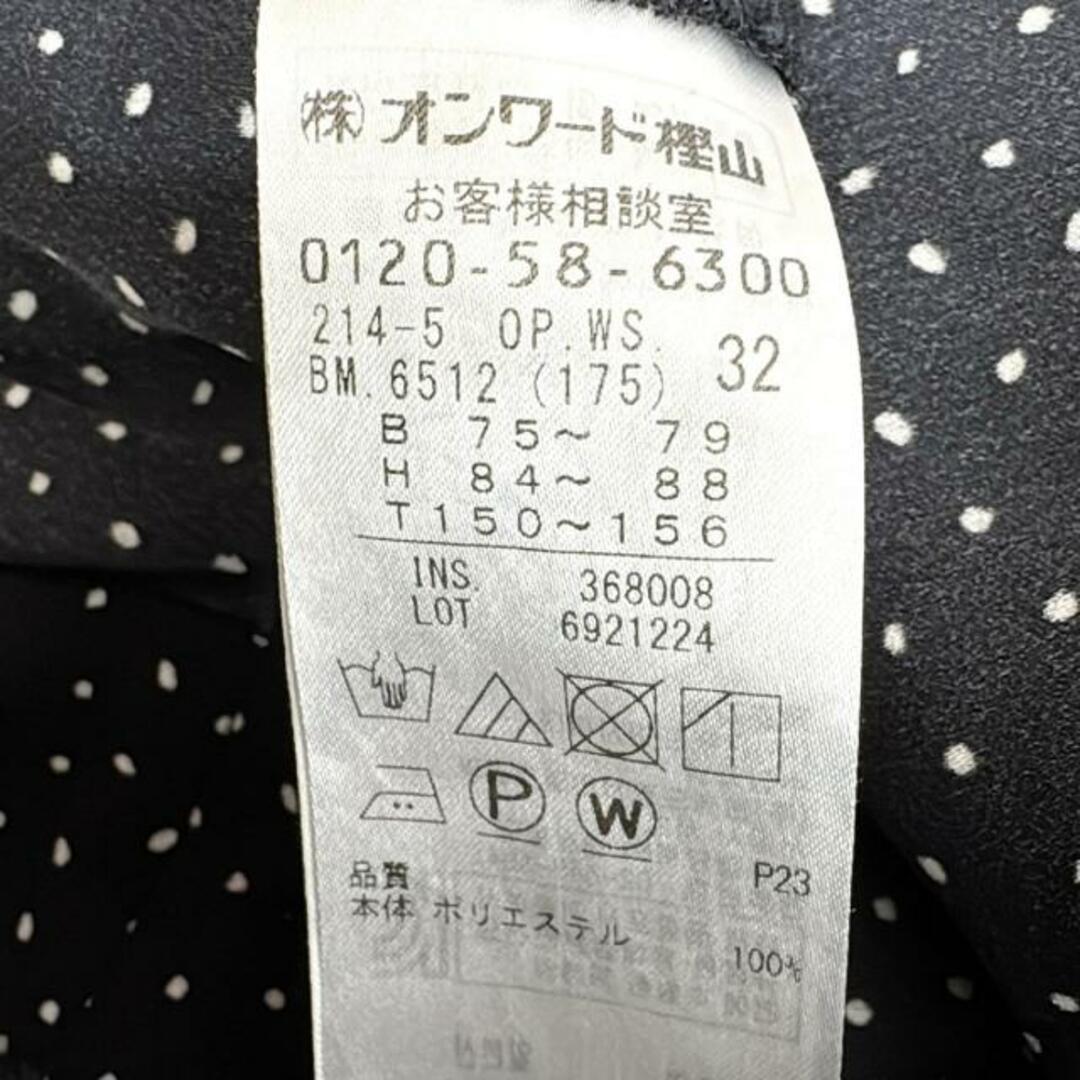 ㈱オンワード樫山
お客様相談室
0120-58-6300
214-5 OP.WS. 32
BM.6512 (175)
B 75〜 79
H 84〜 88
T150〜156
INS. 368008
LOT 6921224
P W
P23
品質
本体 ポリエステル 100%